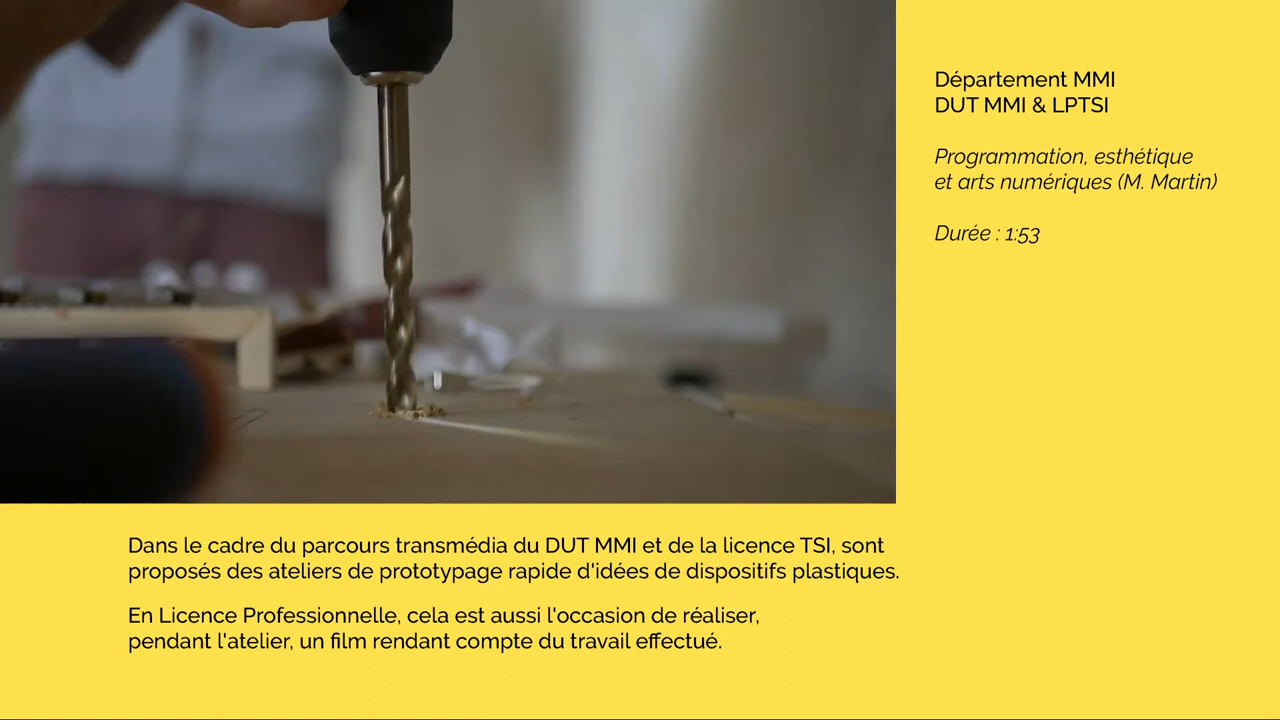 Département MMI
DUT MMI & LPTSI
Programmation, esthétique
et arts numériques (M. Martin)
Durée : 1:53
Dans le cadre du parcours transmédia du DUT MMI et de la licence TSI, sont
proposés des ateliers de prototypage rapide d'idées de dispositifs plastiques.
En Licence Professionnelle, cela est aussi l'occasion de réaliser,
pendant l'atelier, un film rendant compte du travail effectué.